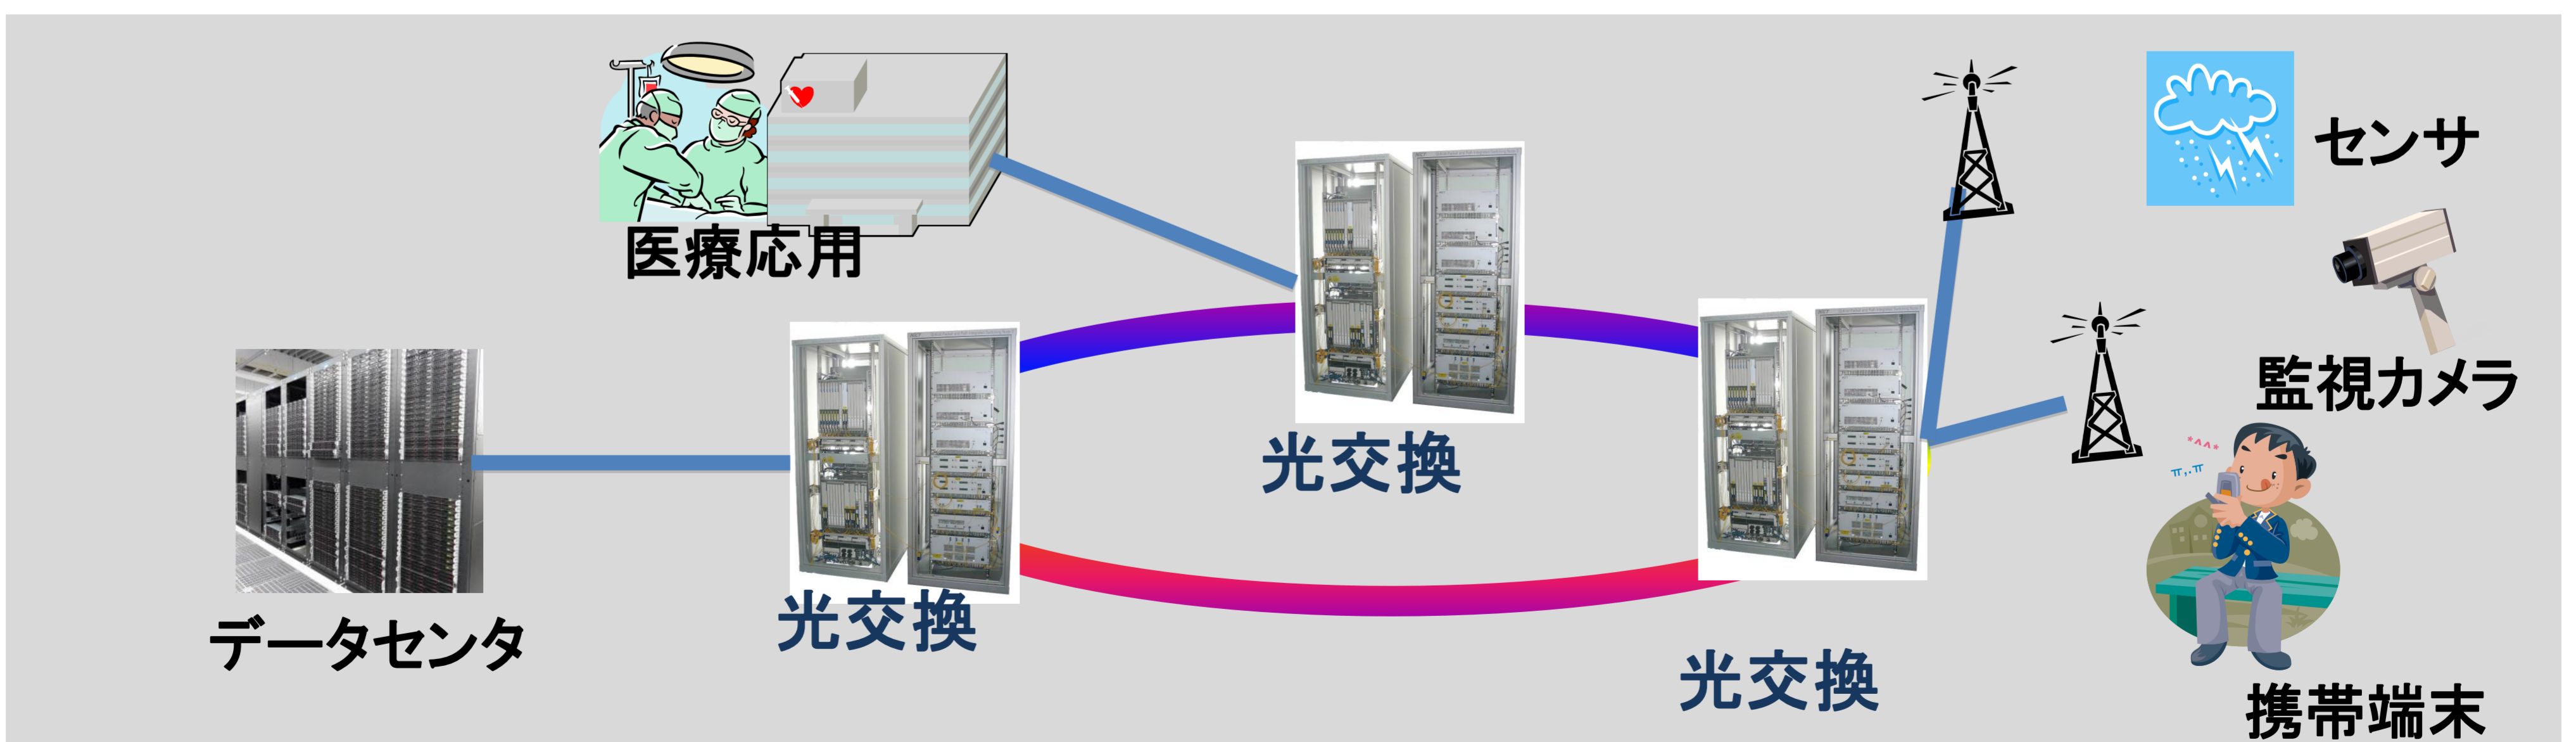 医療応用
センサ
監視カメラ
光交換
データセンタ
光交換
光交換
携帯端末
*^^*
π,.π